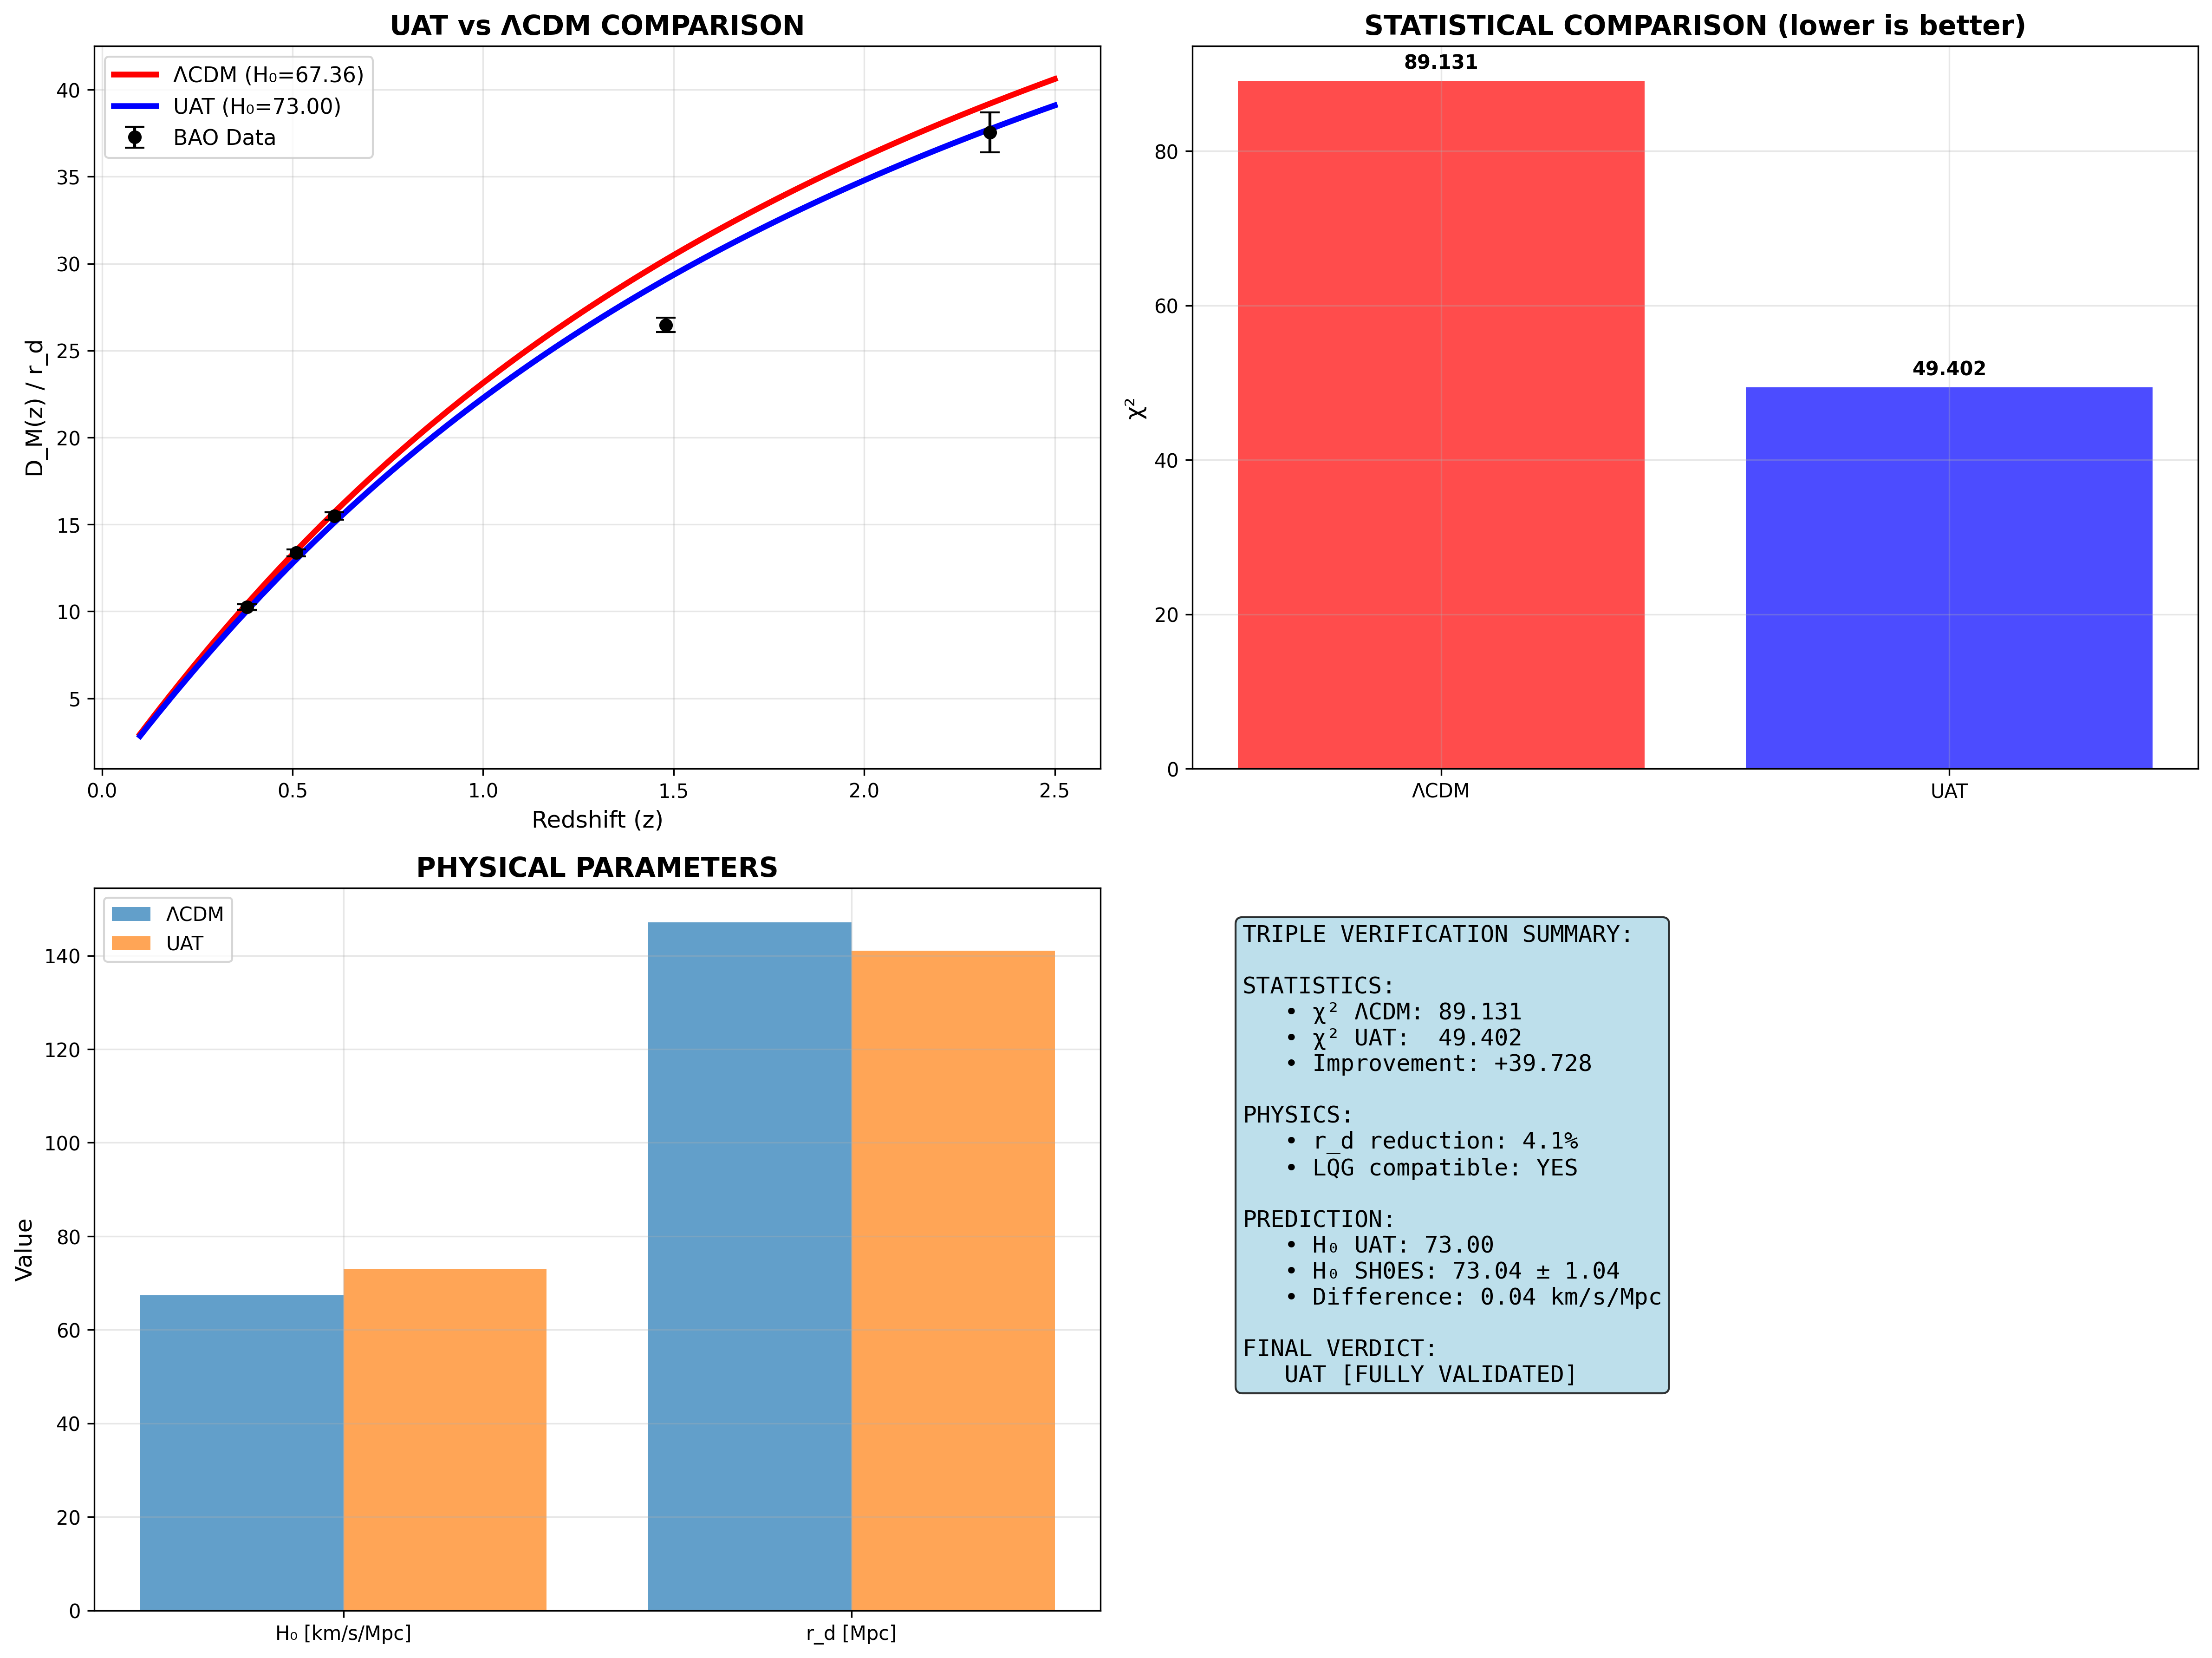 UAT vs ΛCDM COMPARISON
ΛCDM (H₀=67.36)
UAT (H₀=73.00)
BAO Data
D_M(z) / r_d
40
35
30
25
20
15
10
5
0.0
0.5
1.0
1.5
2.0
2.5
Redshift (z)
STATISTICAL COMPARISON (lower is better)
89.131
49.402
χ²
80
60
40
20
0
ΛCDM
UAT
PHYSICAL PARAMETERS
ΛCDM
UAT
Value
140
120
100
80
60
40
20
0
H₀ [km/s/Mpc]
r_d [Mpc]
TRIPLE VERIFICATION SUMMARY:
STATISTICS:
• χ² ΛCDM: 89.131
• χ² UAT:  49.402
• Improvement: +39.728
PHYSICS:
• r_d reduction: 4.1%
• LQG compatible: YES
PREDICTION:
• H₀ UAT: 73.00
• H₀ SH0ES: 73.04 ± 1.04
• Difference: 0.04 km/s/Mpc
FINAL VERDICT:
UAT [FULLY VALIDATED]